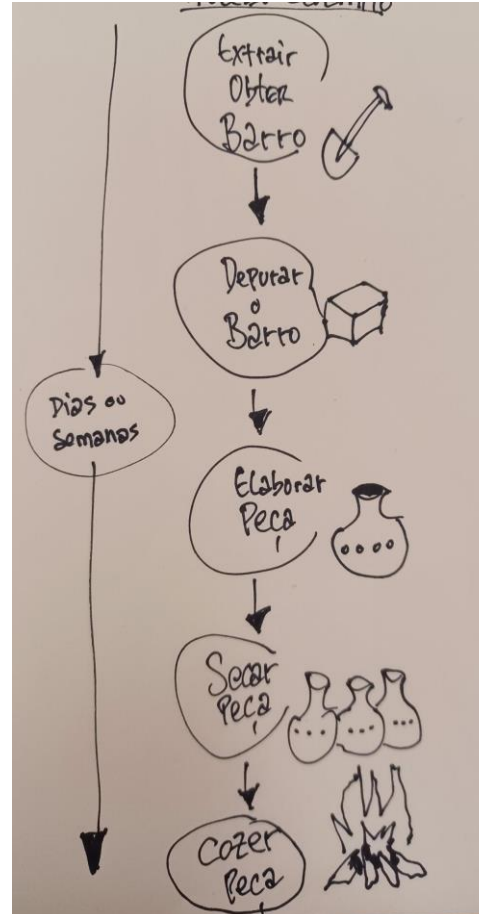 Extrair
Obter
Barro
Depurar
o
Barro
Dias ou
semanas
Elaborar
Peça
Secar
Peça
Cozer
Peça